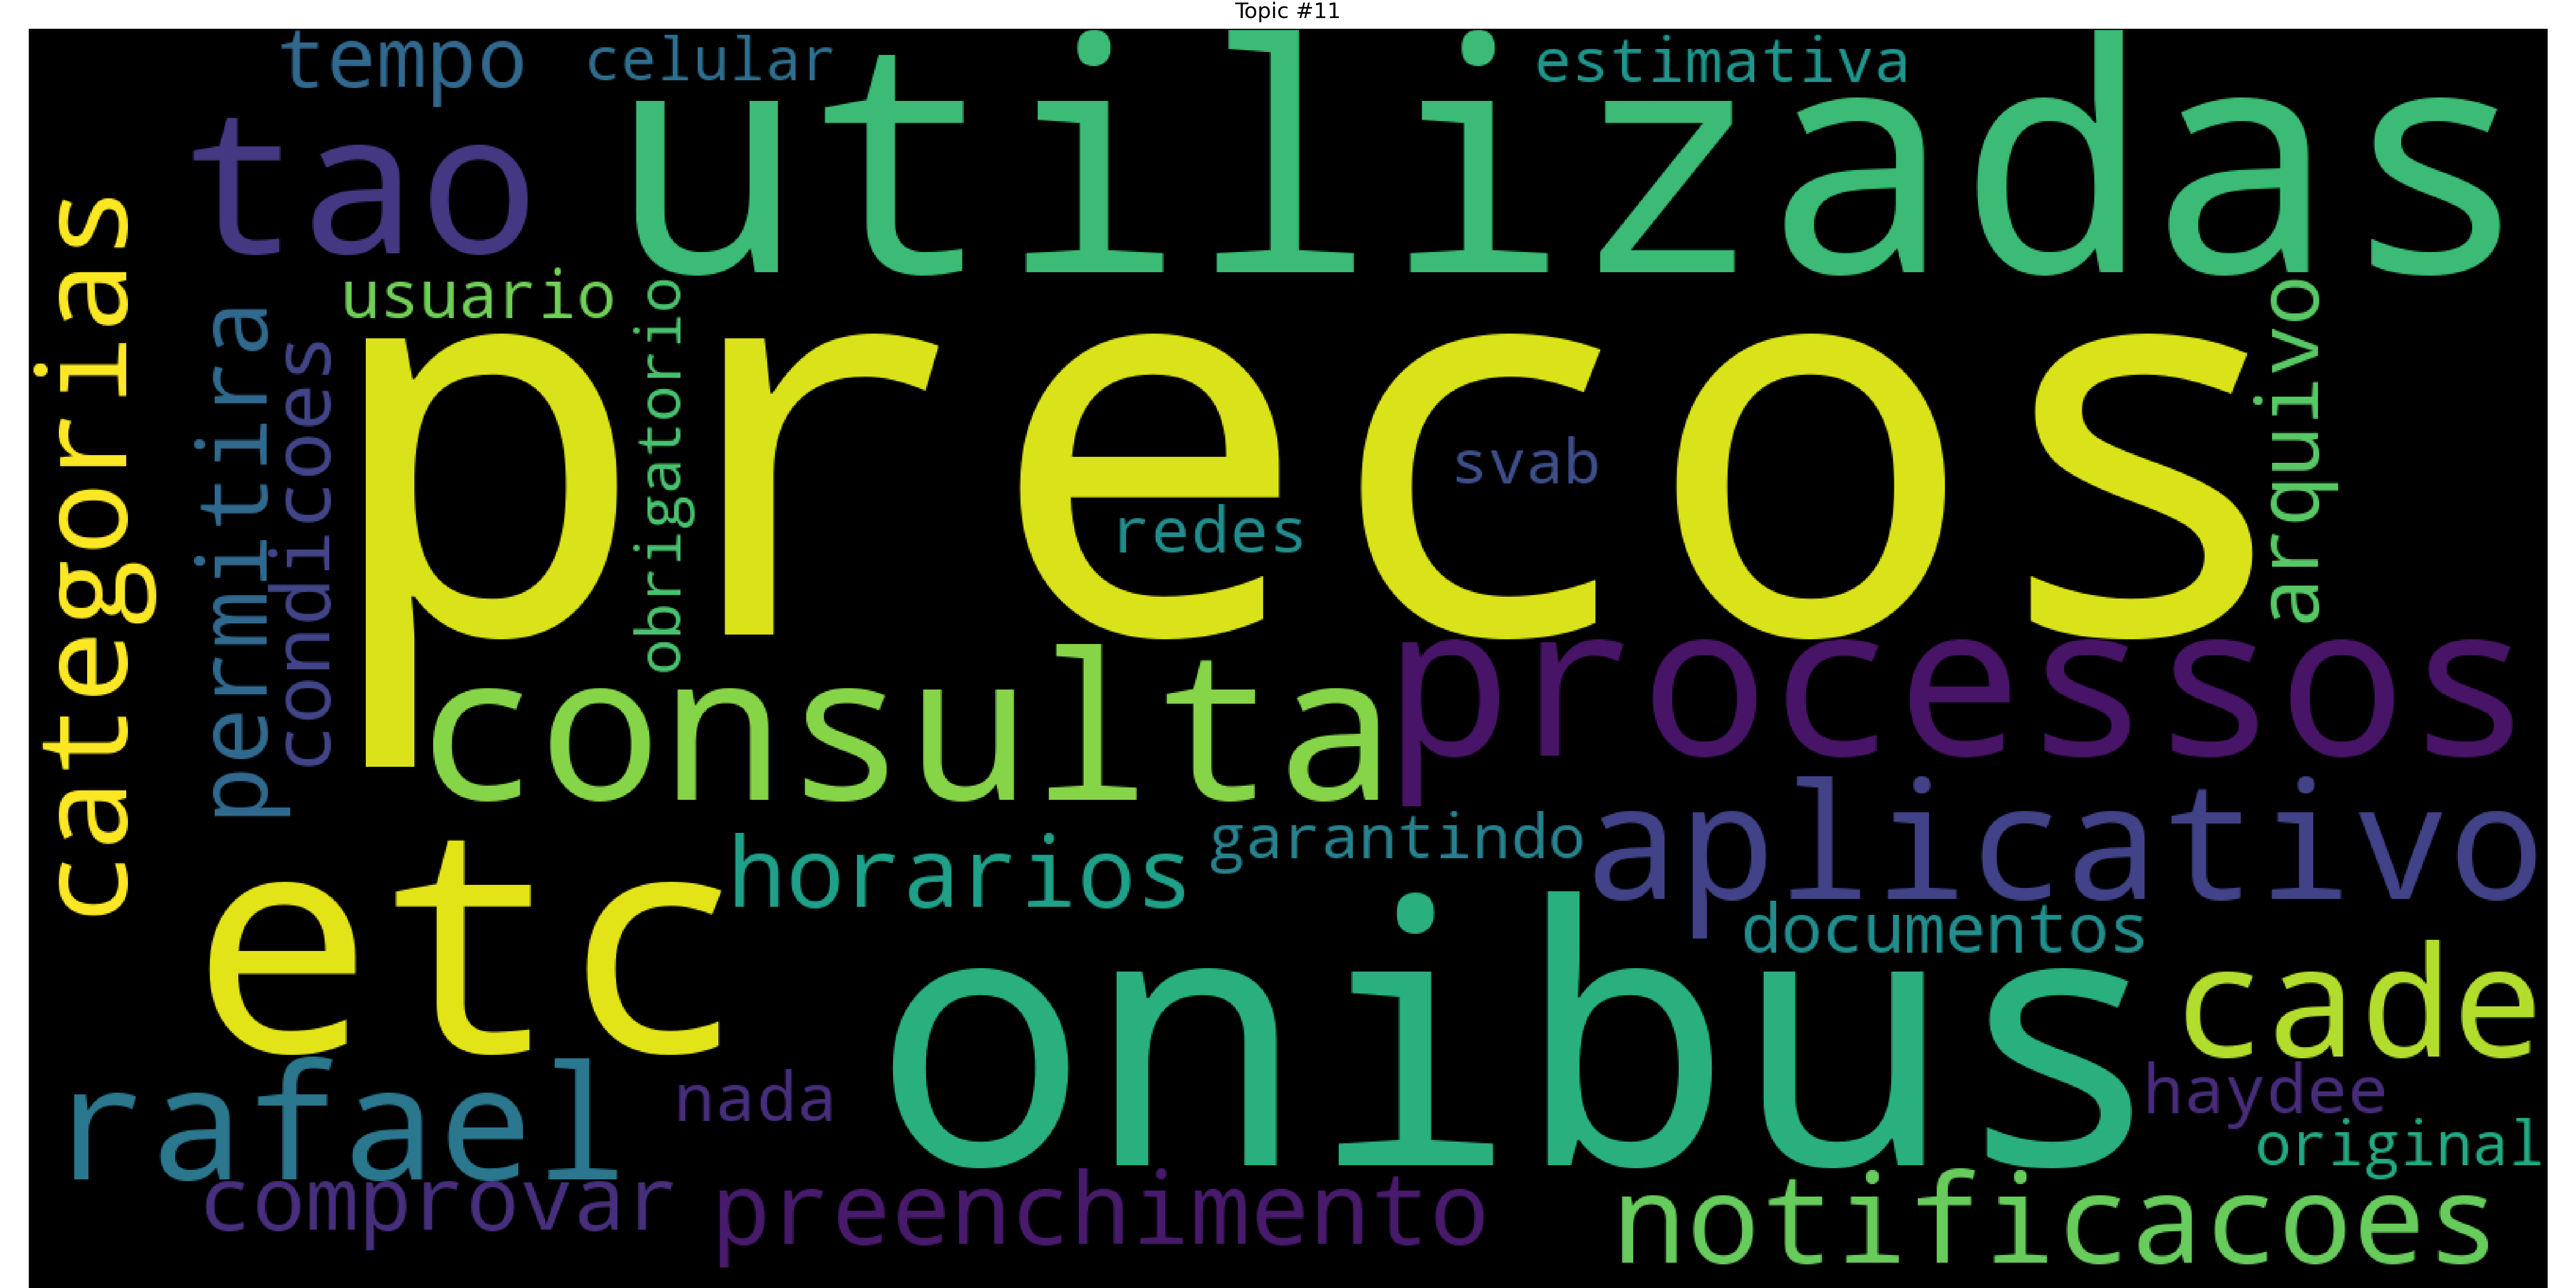 Topic #11
tempo
celular
estimativa
utilizadas
tao
categorias
usuario
obrigatorio
arquivo
permitira
condicoes
precos
svab
redes
consulta
processos
aplicativo
horarios
garantindo
etc
documentos
onibus
cade
rafael
nada
haydee
original
comprovar
preenchimento
notificacoes